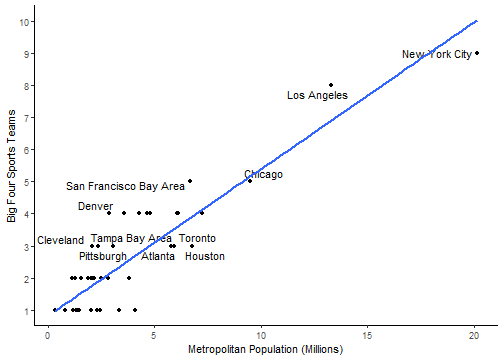 10
9
8
7
6
5
4
3
2
1
Big Four Sports Teams
New York City
Los Angeles
Chicago
San Francisco Bay Area
Denver
Cleveland
Tampa Bay Area
Toronto
Pittsburgh
Atlanta
Houston
0
5
10
15
20
Metropolitan Population (Millions)